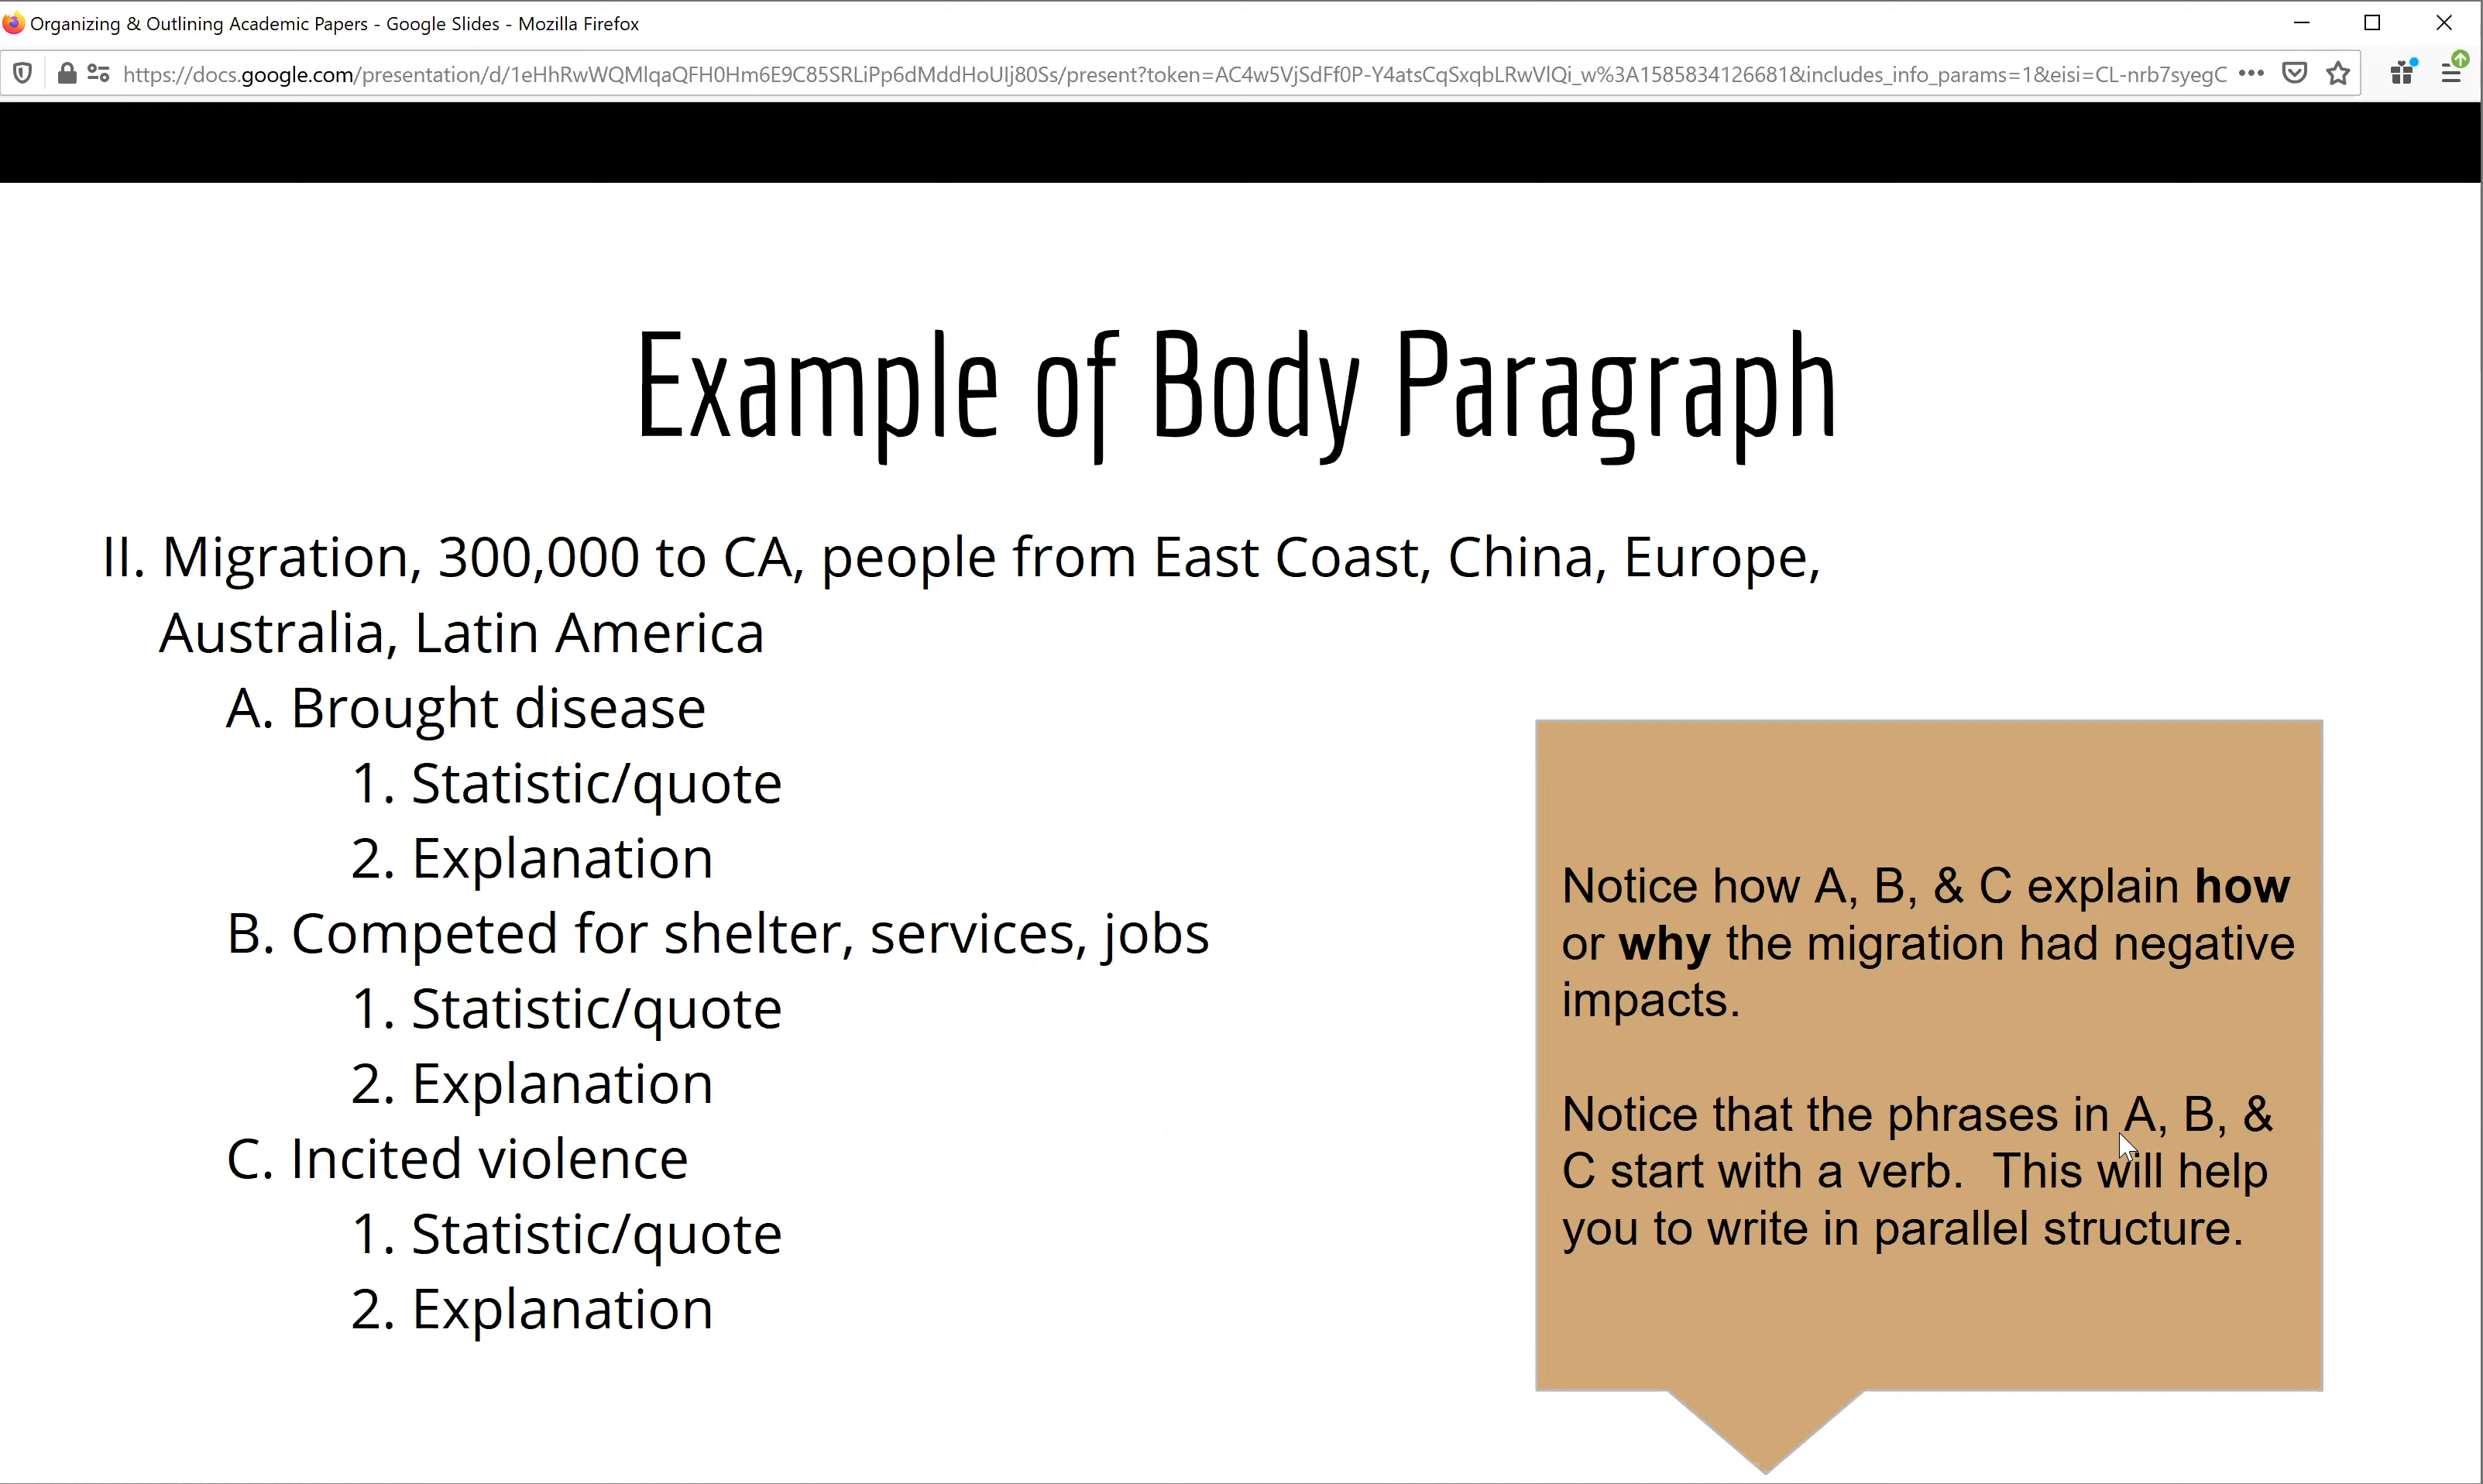 Organizing & Outlining Academic Papers - Google Slides - Mozilla Firefox
https://docs.google.com/presentation/d/1eHhRwWQMlqaQFH0Hm6E9C85SRLiPp6dMddHoUIj80Ss/present?token=AC4w5VjSdFf0P-Y4atsCqSxqbLRwVlQi_w%3A1585834126681&includes_info_params=1&eisi=CL-nrb7syegC
Example of Body Paragraph
II. Migration, 300,000 to CA, people from East Coast, China, Europe,
Australia, Latin America
A. Brought disease
1. Statistic/quote
2. Explanation
B. Competed for shelter, services, jobs
1. Statistic/quote
2. Explanation
C. Incited violence
1. Statistic/quote
2. Explanation
Notice how A, B, & C explain how
or why the migration had negative
impacts.
Notice that the phrases in A, B, &
C start with a verb.  This will help
you to write in parallel structure.